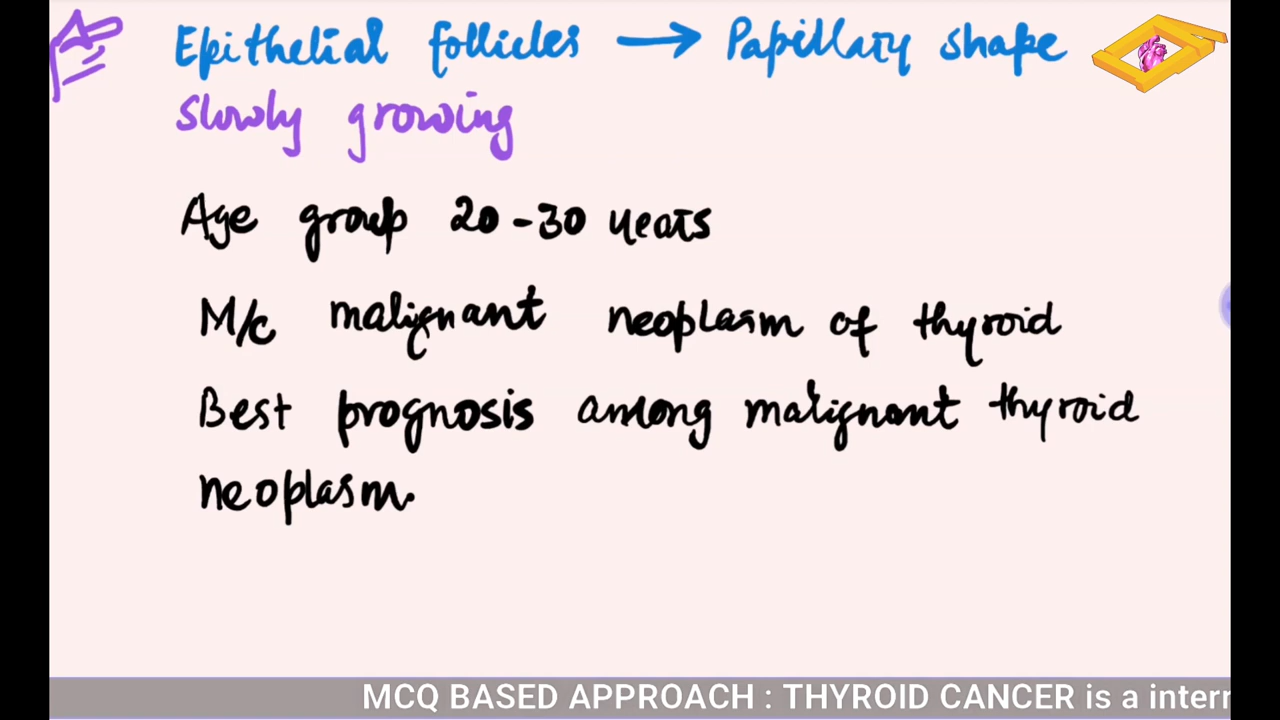 Epithelial follicles → Papillary shape
slowly growing
Age group 20-30 years
M/c malignant neoplasm of thyroid
Best prognosis among malignant thyroid
neoplasm.
MCQ BASED APPROACH : THYROID CANCER is a intern